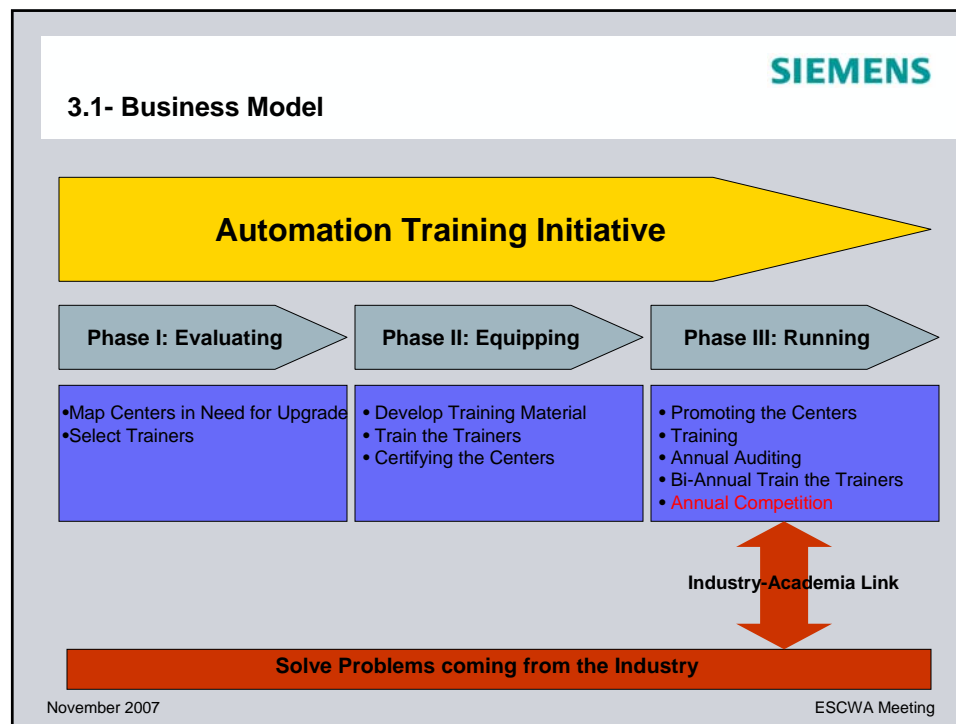 SIEMENS
3.1- Business Model
Automation Training Initiative
Phase I: Evaluating
•Map Centers in Need for Upgrade
•Select Trainers
Phase II: Equipping
• Develop Training Material
• Train the Trainers
• Certifying the Centers
Phase III: Running
• Promoting the Centers
• Training
• Annual Auditing
• Bi-Annual Train the Trainers
• Annual Competition
Industry-Academia Link
Solve Problems coming from the Industry
November 2007
ESCWA Meeting